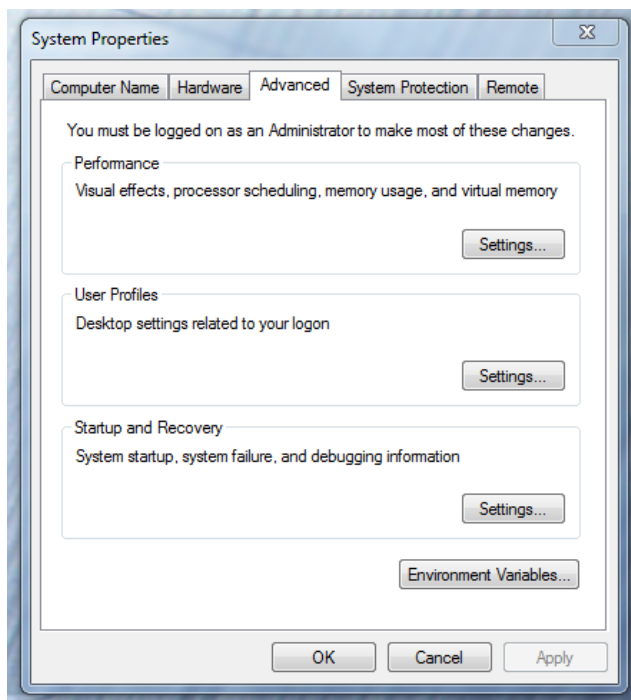 System Properties
Computer Name Hardware Advanced System Protection Remote
You must be logged on as an Administrator to make most of these changes.
Performance
Visual effects, processor scheduling, memory usage, and virtual memory
Settings...
User Profiles
Desktop settings related to your logon
Settings...
Startup and Recovery
System startup, system failure, and debugging information
Settings...
Environment Variables...
OK Cancel Apply